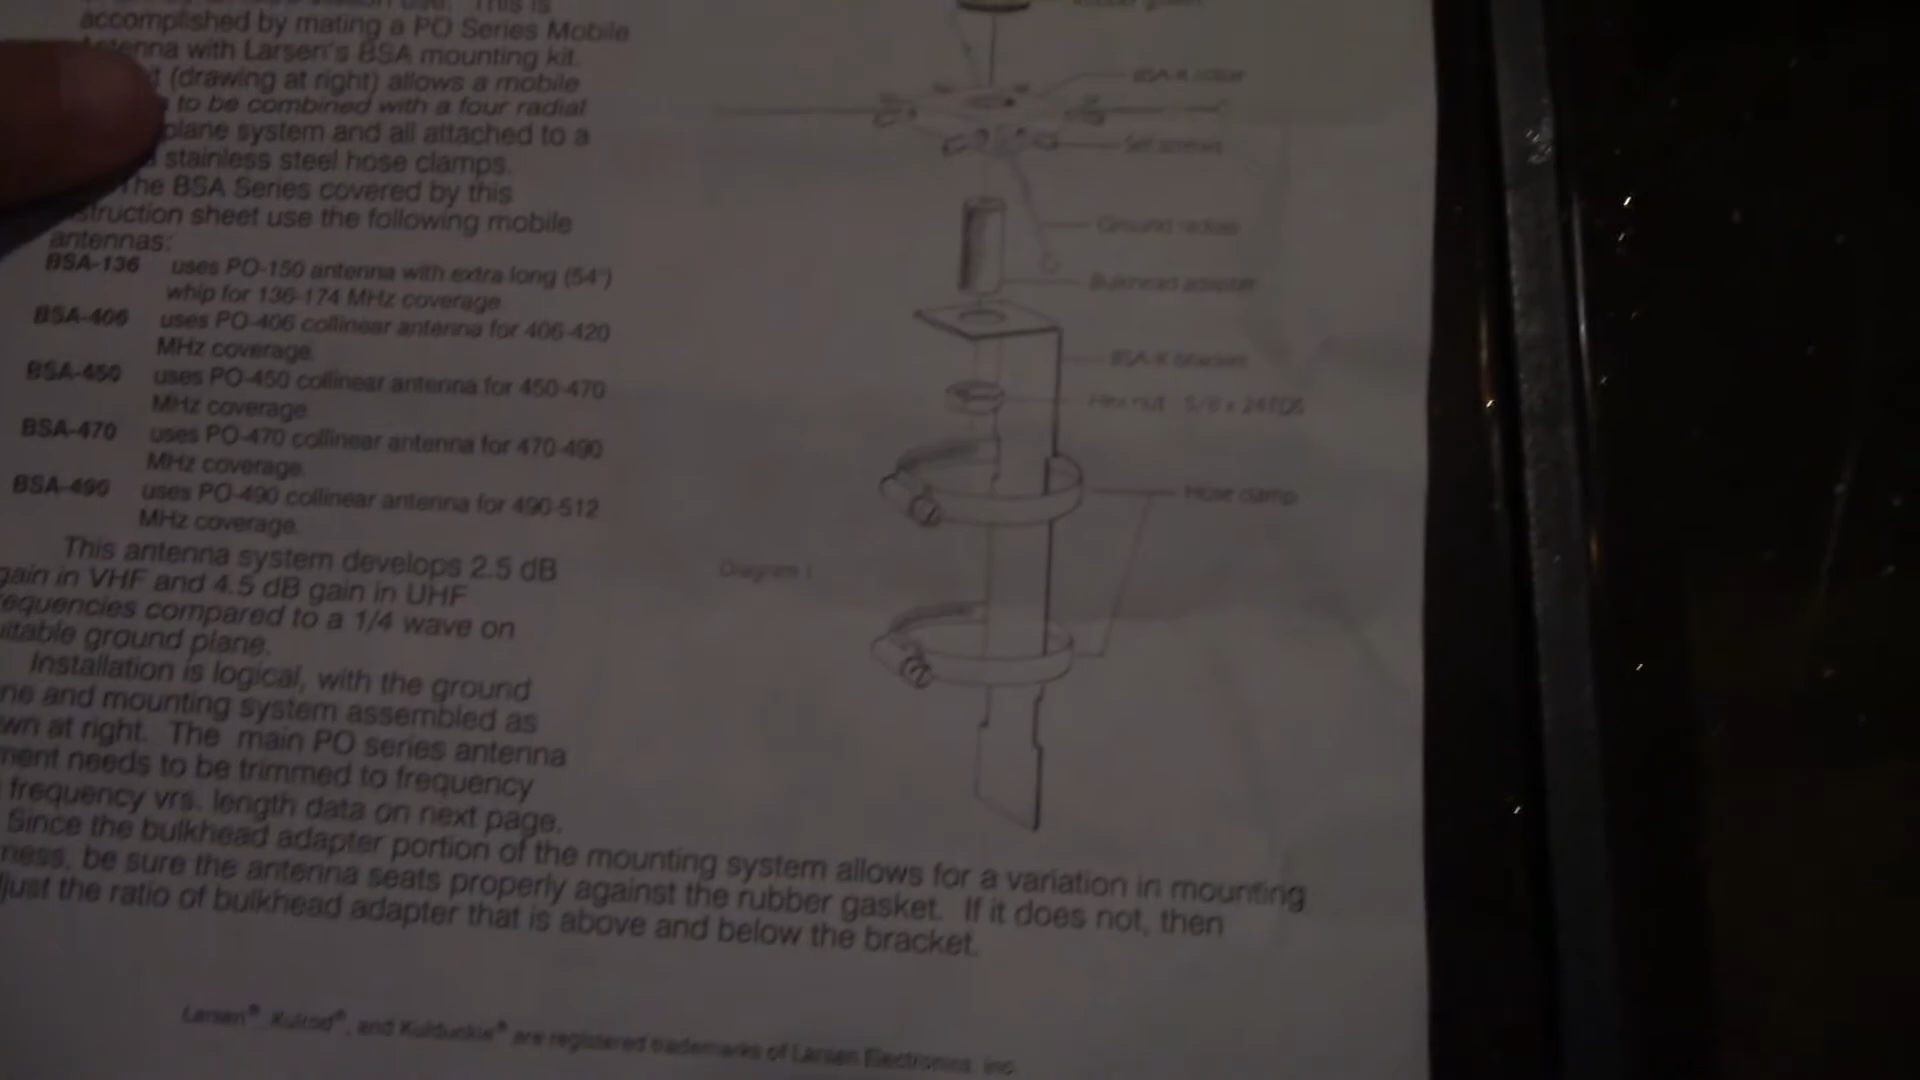 This is
accomplished by mating a PO Series Mobile
with Larsen's BSA mounting kit.
(drawing at right) allows a mobile
to be combined with a four radial
plane system and all attached to a
stainless steel hose clamps.
The BSA Series covered by this
struction sheet use the following mobile
antennas:
BSA-136 uses PO-150 antenna with extra long (54")
whip for 136-174 MHz coverage
BSA-406 uses PO-406 collinear antenna for 406-420
MHz coverage.
BSA-450 uses PO-450 collinear antenna for 450-470
MHz coverage.
BSA-470 uses PO-470 collinear antenna for 470-490
MHz coverage.
BSA-490 uses PO-490 collinear antenna for 490-512
MHz coverage.
This antenna system develops 2.5 dB
gain in VHF and 4.5 dB gain in UHF
equencies compared to a 1/4 wave on
uitable ground plane.
Installation is logical, with the ground
ne and mounting system assembled as
wn at right. The main PO series antenna
ment needs to be trimmed to frequency
frequency vrs. length data on next page.
Since the bulkhead adapter portion of the mounting system allows for a variation in mounting
ness, be sure the antenna seats properly against the rubber gasket. If it does not, then
just the ratio of bulkhead adapter that is above and below the bracket.
Set screws
Ground radials
Bulkhead adapter
BSA-K bracket
Hex nut
Hose clamp
Diagram 1
Larsen®, Kulrod®, and Kulduckie® are registered trademarks of Larsen Electronics, Inc.